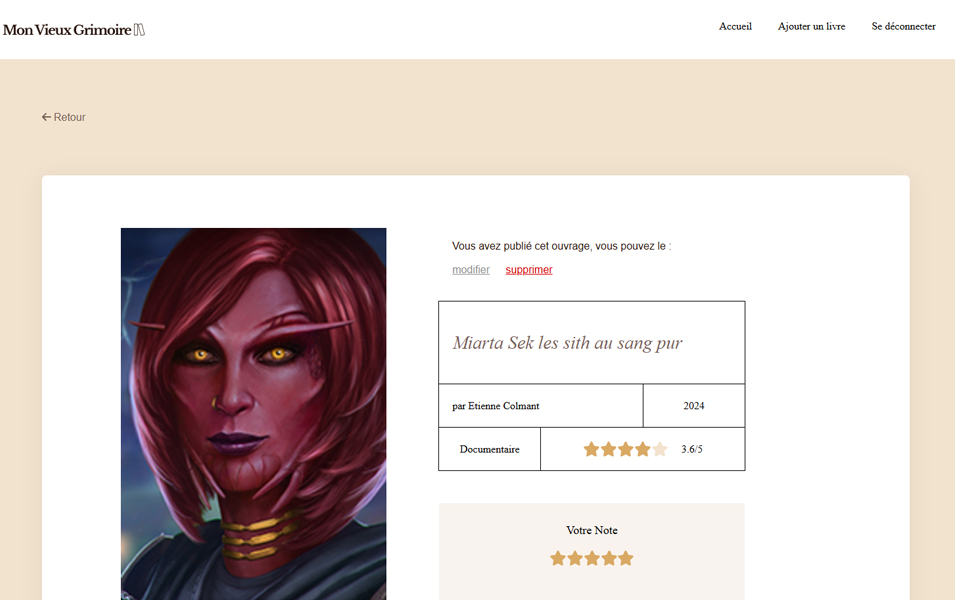 Mon Vieux Grimoire
Accueil Ajouter un livre Se déconnecter
Retour
Vous avez publié cet ouvrage, vous pouvez le :
modifier supprimer
Miarta Sek les sith au sang pur
par Etienne Colmant 2024
Documentaire 3.6/5
Votre Note